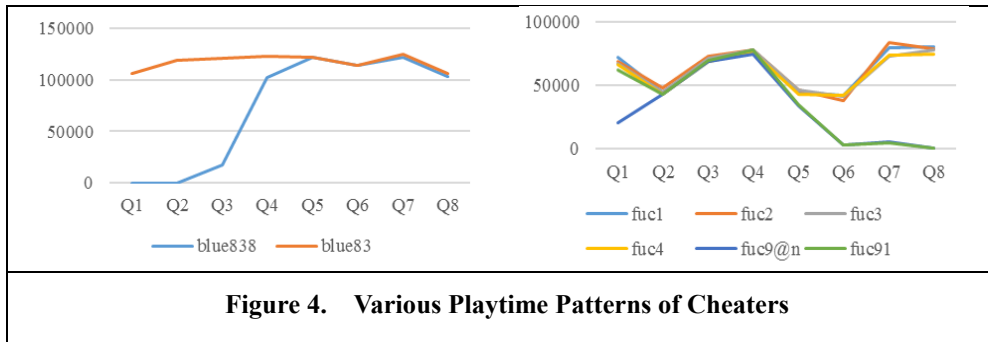 150000
100000
50000
0
Q1 Q2 Q3 Q4 Q5 Q6 Q7 Q8
blue838 blue83
100000
50000
0
Q1 Q2 Q3 Q4 Q5 Q6 Q7 Q8
fuc1 fuc2 fuc3
fuc4 fuc9@n fuc91
Figure 4. Various Playtime Patterns of Cheaters